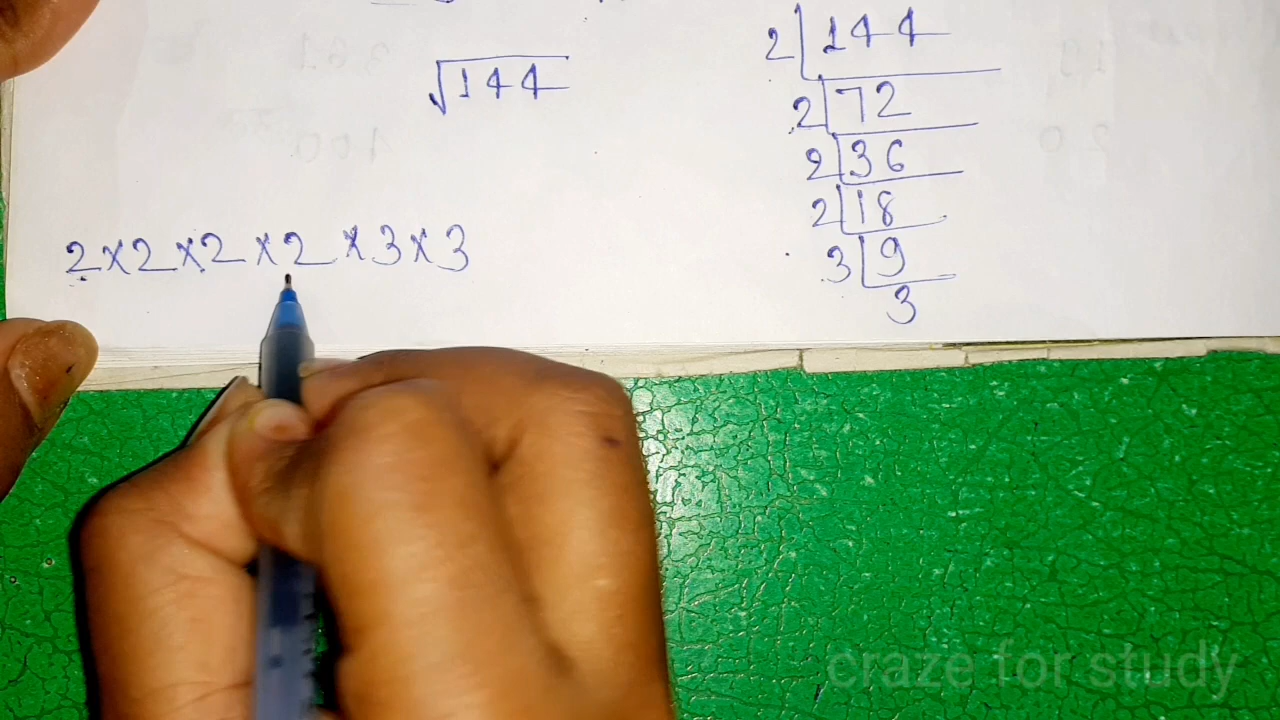 √144
2×2×2×2×3×3
2 | 144
2 | 72
2 | 36
2 | 18
3 | 9
3
craze for study